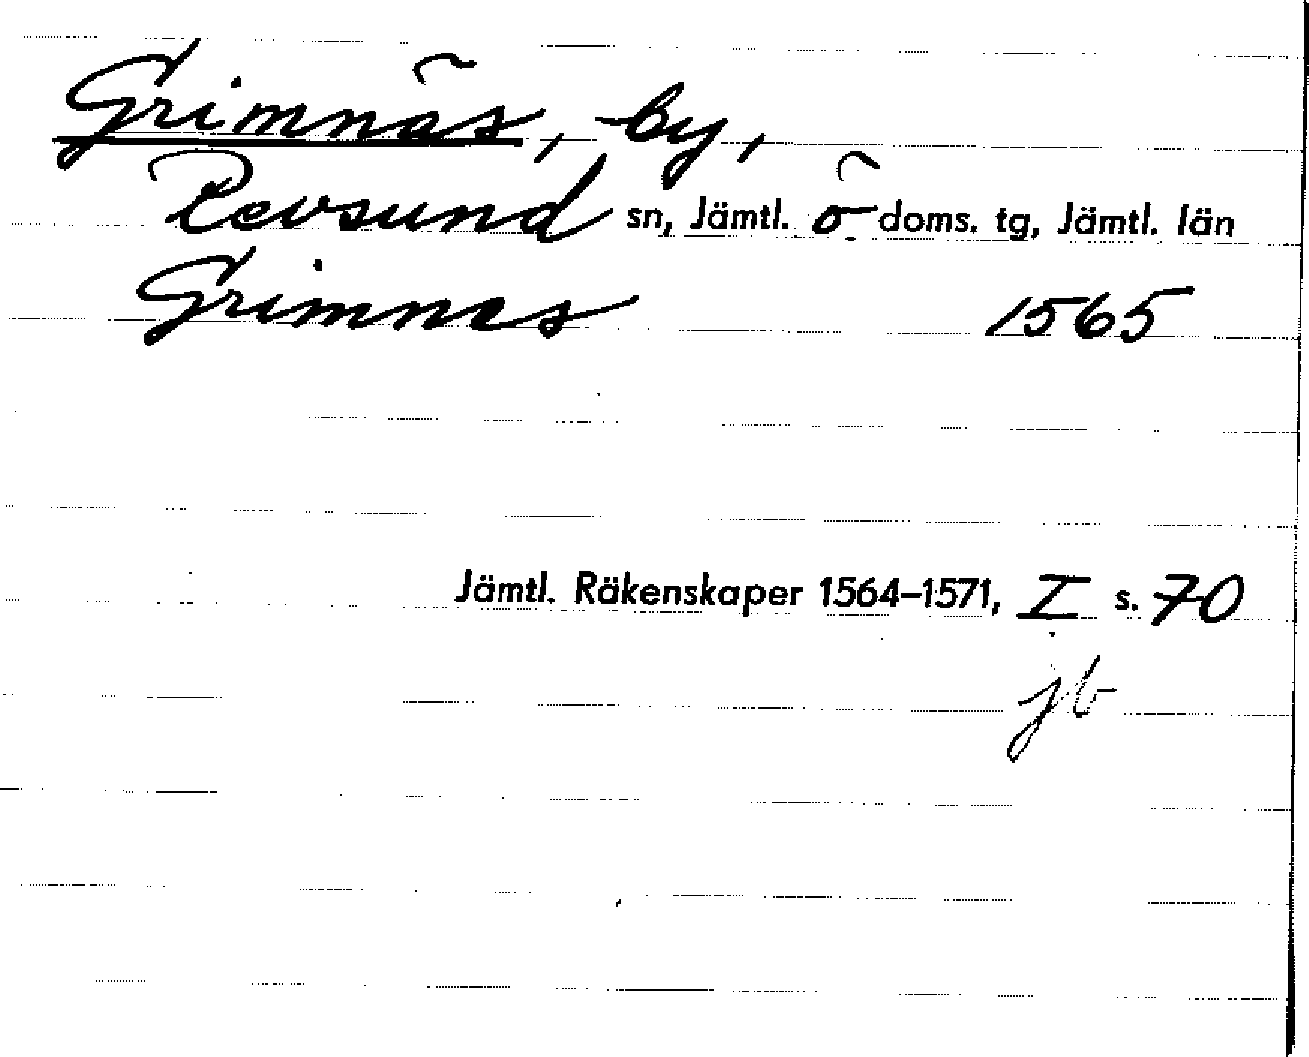 Grimnäs, by,
Revsund sn, Jämtl. ö doms. tg, Jämtl. län
Grimnes 1565
Jämtl. Räkenskaper 1564–1571, I s. 70
jb